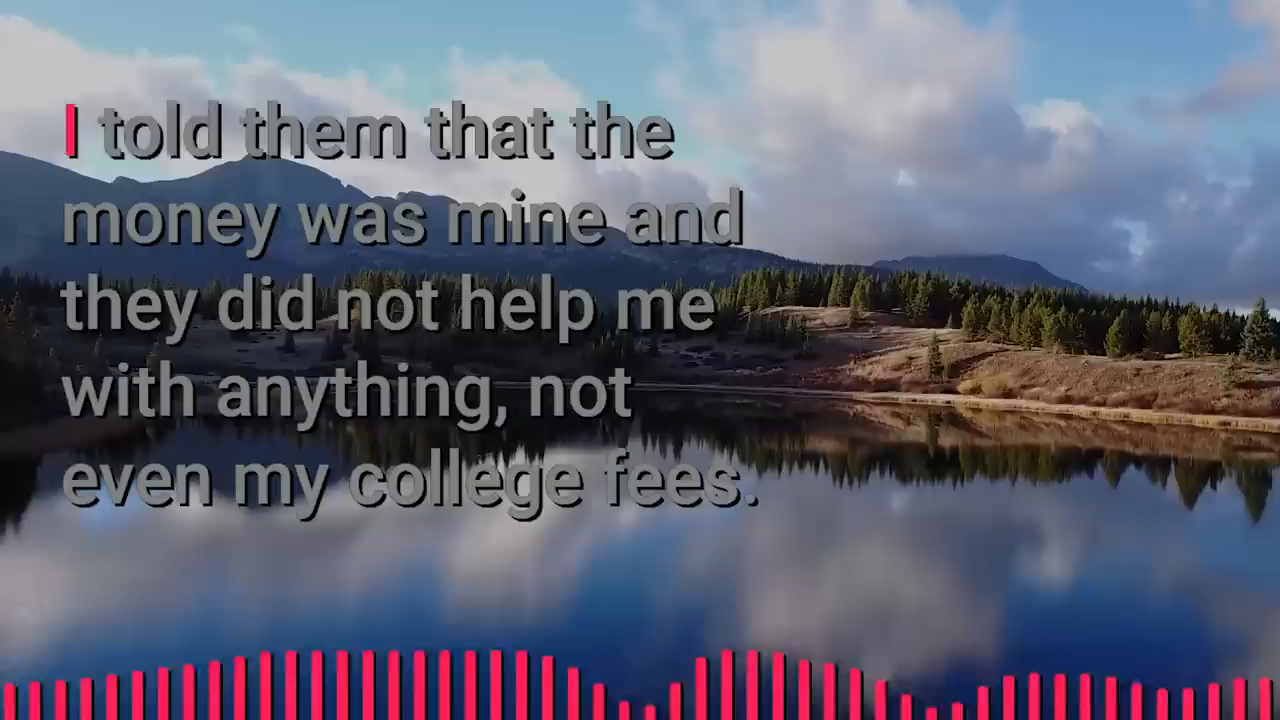 I told them that the
money was mine and
they did not help me
with anything, not
even my college fees.